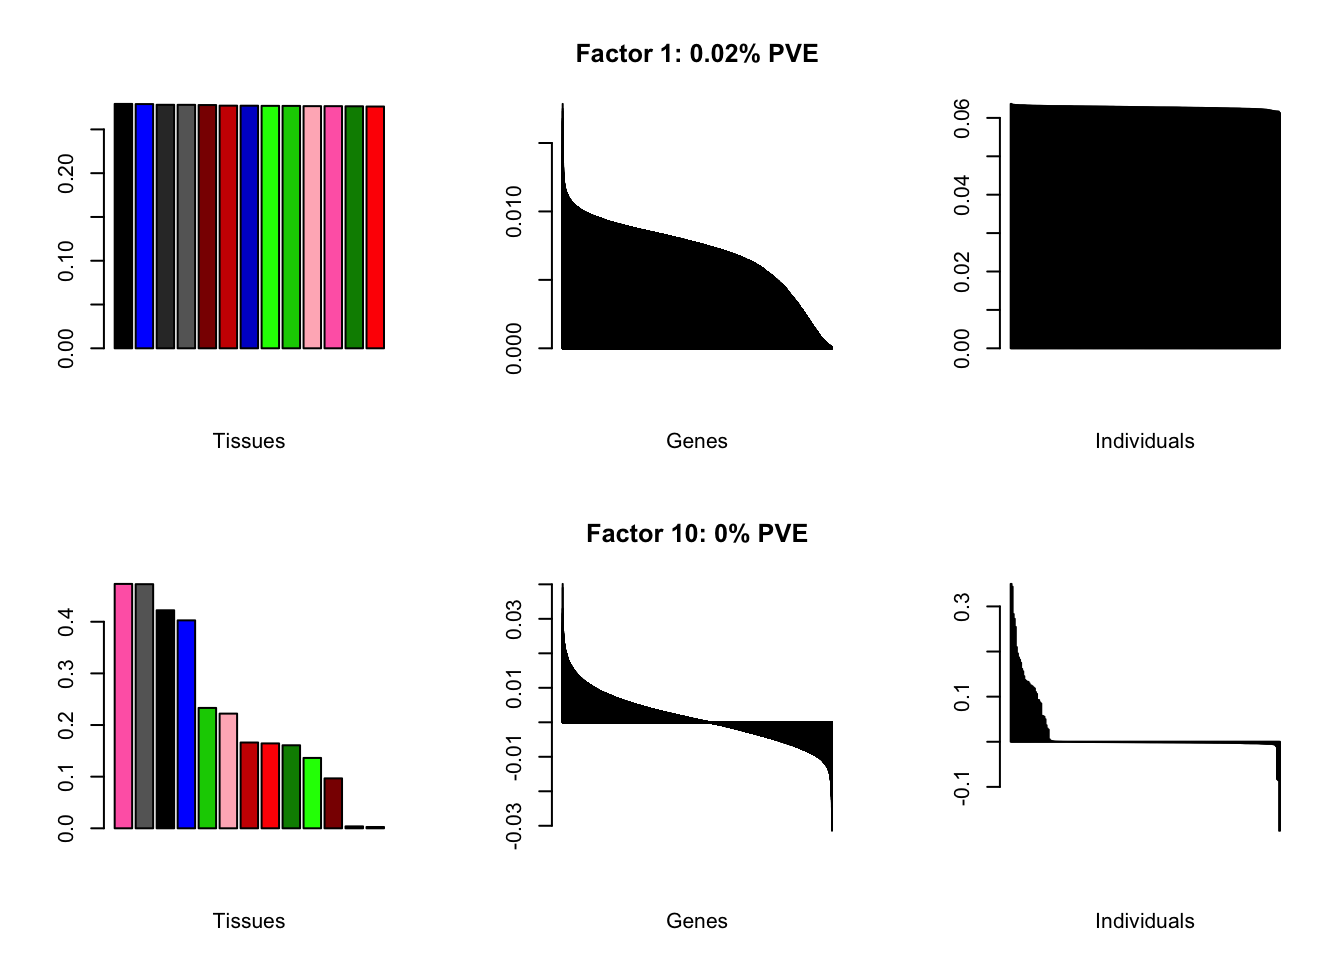 Factor 1: 0.02% PVE
0.00 0.10 0.20
0.000 0.010
0.00 0.02 0.04 0.06
Tissues
Genes
Individuals
Factor 10: 0% PVE
0.0 0.1 0.2 0.3 0.4
-0.03 -0.01 0.01 0.03
-0.1 0.1 0.3
Tissues
Genes
Individuals